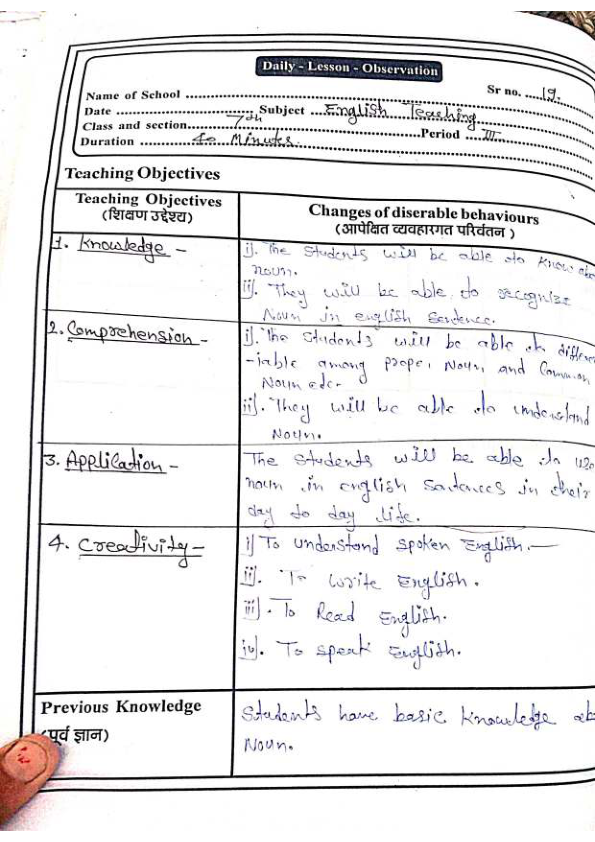 Daily - Lesson - Observation
Sr no. ....19.
Name of School
Date .................. Subject ...English Teaching
Class and section...7th..........Period ...III
Duration ........40 Minutes.
Teaching Objectives
Teaching Objectives
(शिक्षण उद्देश्य)
Changes of diserable behaviours
(आपेक्षित व्यवहारगत परिवंतन )
1. Knowledge -
i). The Students will be able to know
noun.
ii). They will be able to recognize
Noun in english sentence.
2. Comprehension -
i). The Students will be able to
-iable among proper Noun and Common
Noun etc-
ii). They will be able to understand
Noun.
3. Application -
The Students will be able to use
noun in english sentences in their
day to day life.
4. Creativity -
i) To understand spoken English.—
ii). To write English.
iii). To Read English.
iv). To speak English.
Previous Knowledge
(पूर्व ज्ञान)
Students have basic knowledge
Noun.